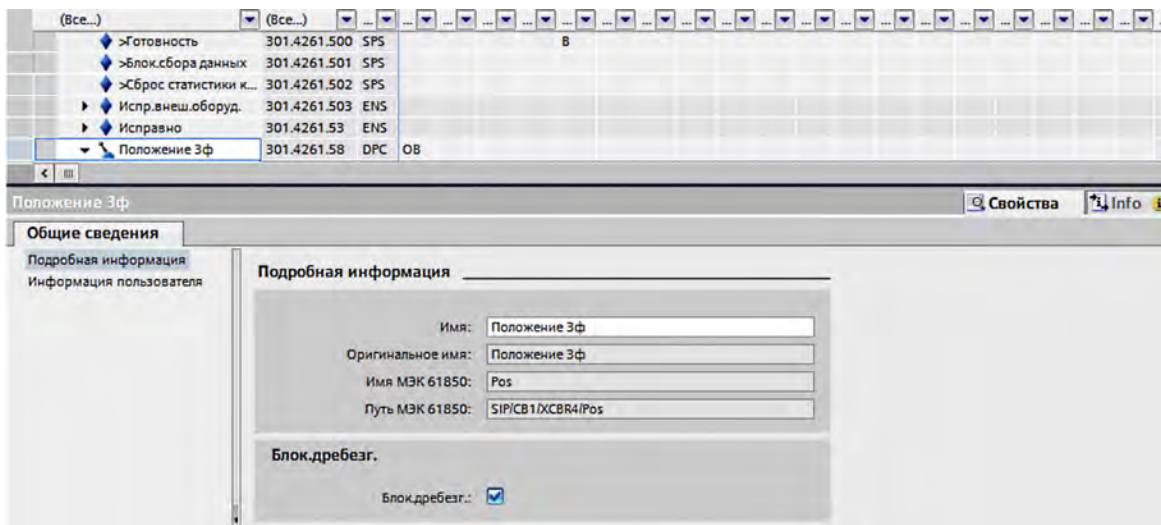 (Все...) (Все...) ... ... ... ... ... ... ... ... ... ... ... ... ... ... ... ...
>Готовность 301.4261.500 SPS В
>Блок.сбора данных 301.4261.501 SPS
>Сброс статистики к... 301.4261.502 SPS
Испр.внеш.оборуд. 301.4261.503 ENS
Исправно 301.4261.53 ENS
Положение 3ф 301.4261.58 DPC ОВ
Положение 3ф Свойства Info
Общие сведения
Подробная информация
Информация пользователя
Подробная информация
Имя: Положение 3ф
Оригинальное имя: Положение 3ф
Имя МЭК 61850: Pos
Путь МЭК 61850: SIP/CB1/XCBR4/Pos
Блок.дребезг.
Блок.дребезг.: